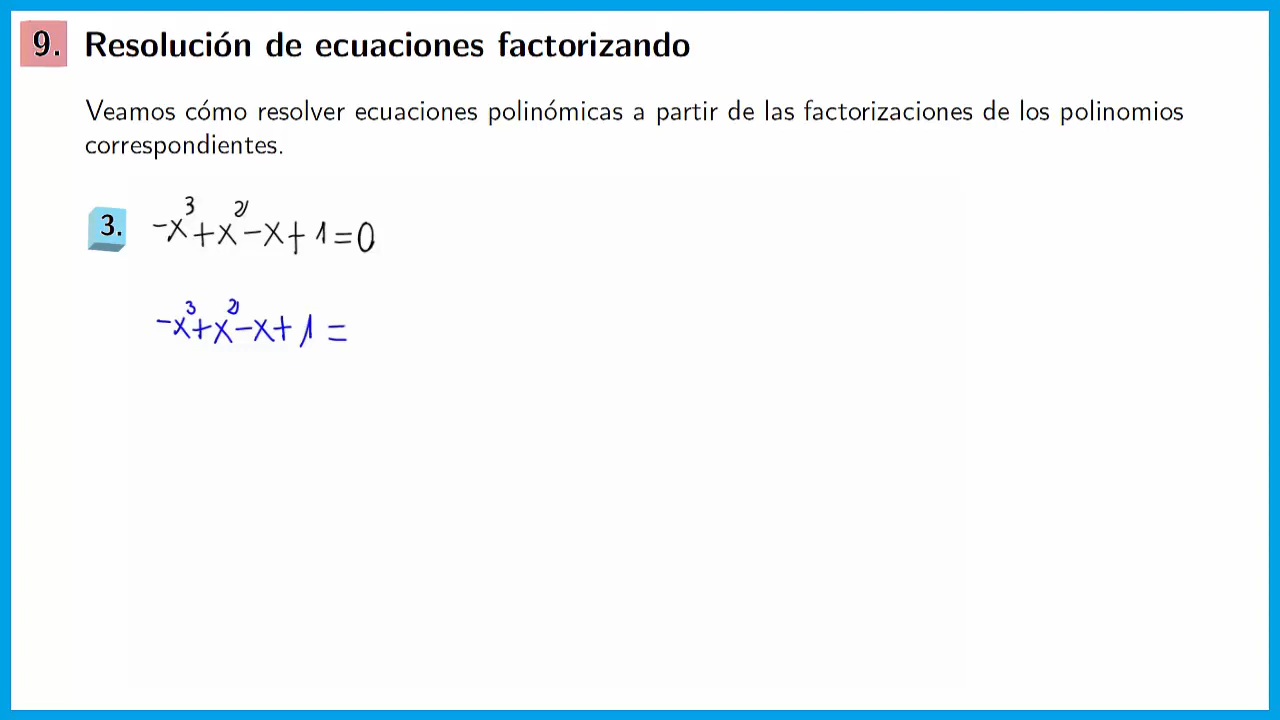 9. Resolución de ecuaciones factorizando
Veamos cómo resolver ecuaciones polinómicas a partir de las factorizaciones de los polinomios
correspondientes.
3. -x³+x²-x+1=0
-x³+x²-x+1=